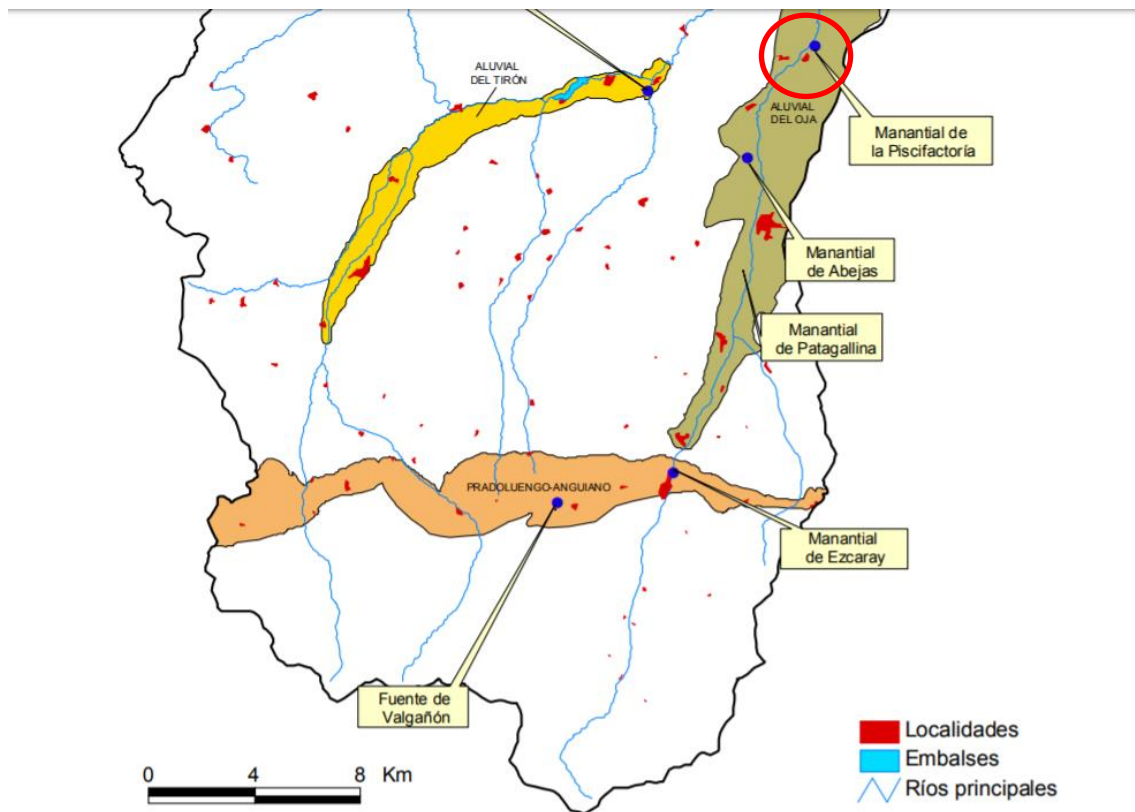 ALUVIAL
DEL TIRÓN
ALUVIAL
DEL OJA
Manantial de
la Piscifactoría
Manantial
de Abejas
Manantial
de Patagallina
PRADOLUENGO-ANGUIANO
Manantial
de Ezcaray
Fuente de
Valgañón
Localidades
Embalses
Ríos principales
0 4 8 Km